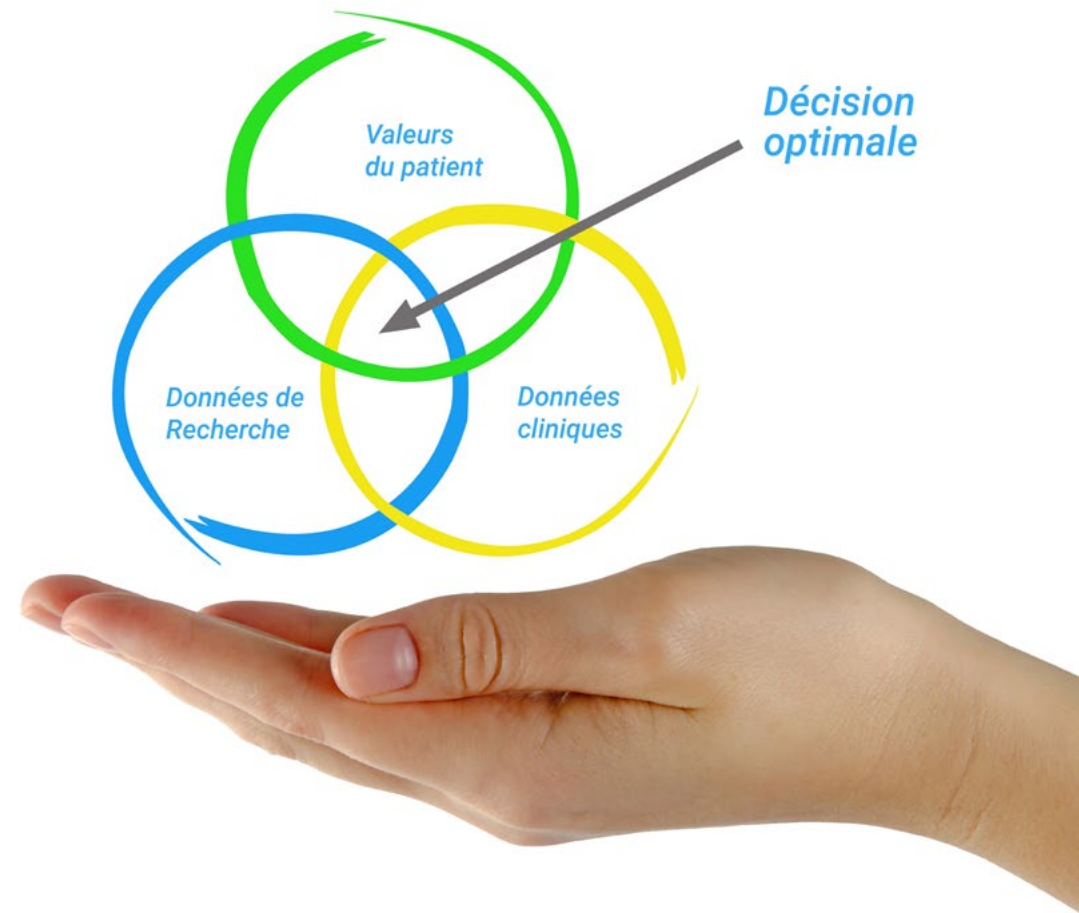 Décision
optimale
Valeurs
du patient
Données de
Recherche
Données
cliniques